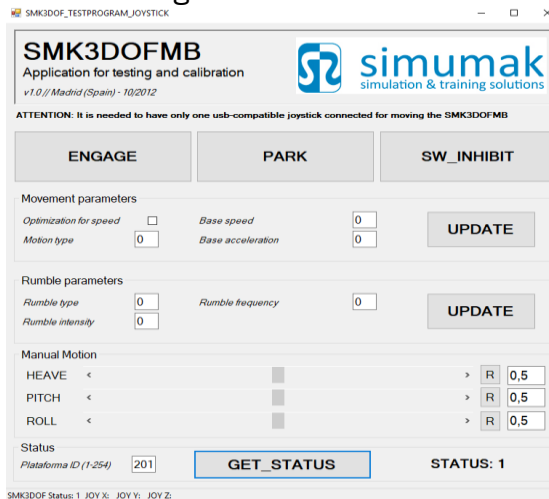 SMK3DOF_TESTPROGRAM_JOYSTICK
SMK3DOFMB
Application for testing and calibration
v1.0 // Madrid (Spain) - 10/2012
simumak
simulation & training solutions
ATTENTION: It is needed to have only one usb-compatible joystick connected for moving the SMK3DOFMB
ENGAGE PARK SW_INHIBIT
Movement parameters
Optimization for speed Base speed 0
Motion type 0 Base acceleration 0
UPDATE
Rumble parameters
Rumble type 0 Rumble frequency 0
Rumble intensity 0
UPDATE
Manual Motion
HEAVE < > R 0,5
PITCH < > R 0,5
ROLL < > R 0,5
Status
Plataforma ID (1-254) 201 GET_STATUS STATUS: 1
SMK3DOF Status: 1 JOY X: JOY Y: JOY Z: